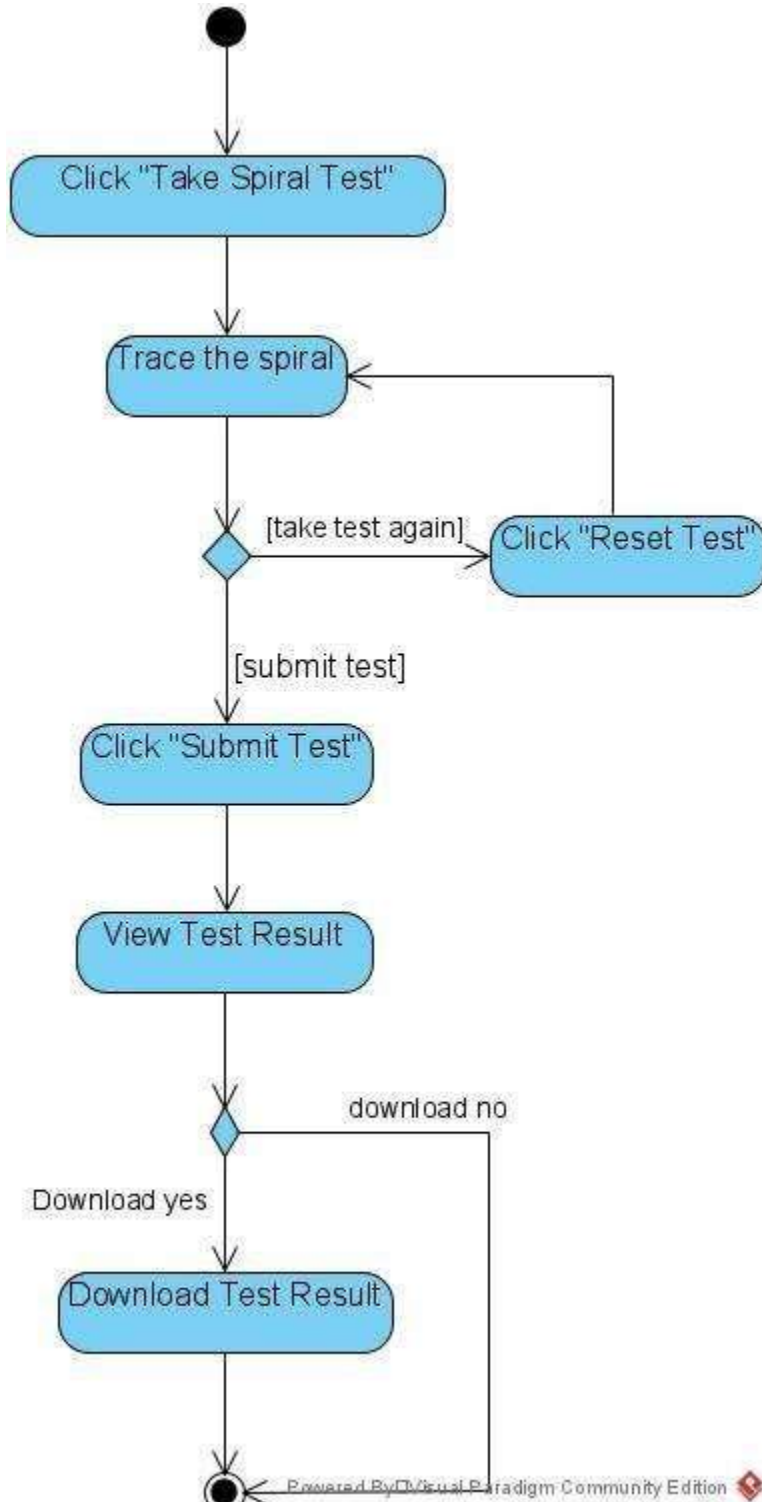 Click "Take Spiral Test"
Trace the spiral
[take test again]
Click "Reset Test"
[submit test]
Click "Submit Test"
View Test Result
download no
Download yes
Download Test Result
Powered By Visual Paradigm Community Edition